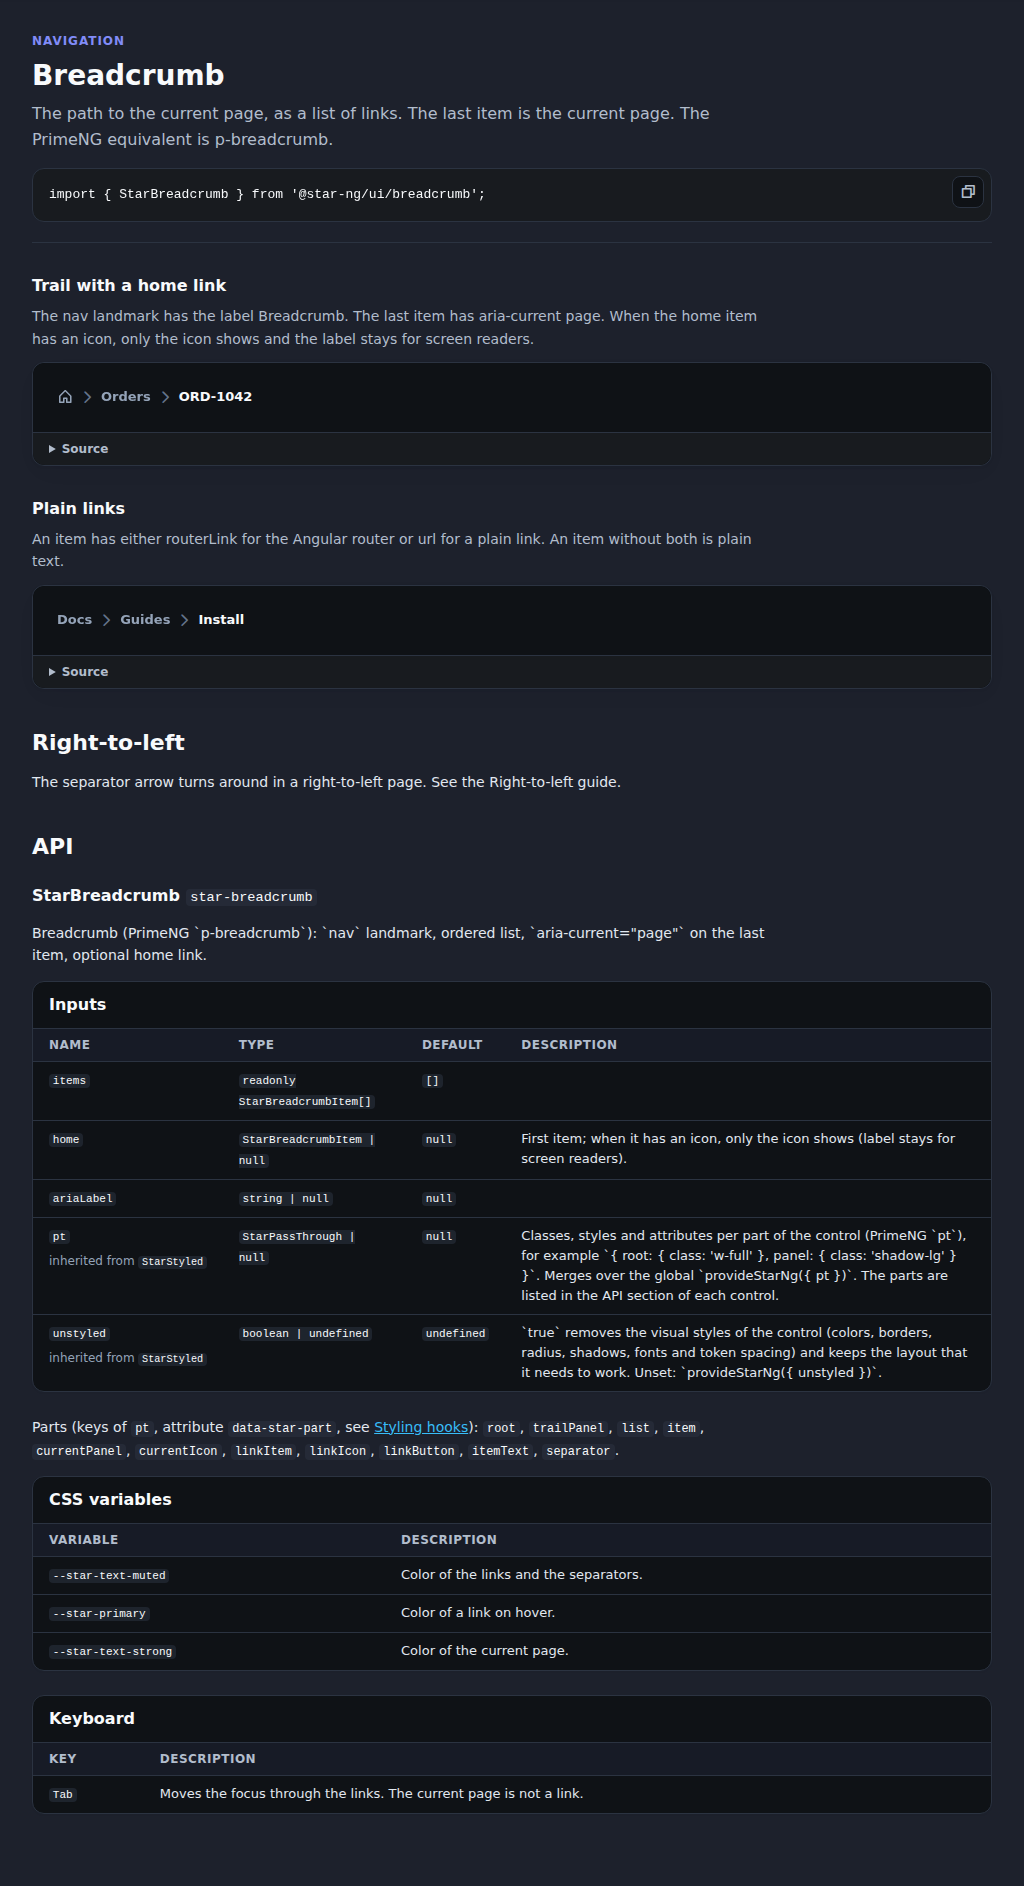 NAVIGATION
Breadcrumb
The path to the current page, as a list of links. The last item is the current page. The
PrimeNG equivalent is p-breadcrumb.
import { StarBreadcrumb } from '@star-ng/ui/breadcrumb';
Trail with a home link
The nav landmark has the label Breadcrumb. The last item has aria-current page. When the home item
has an icon, only the icon shows and the label stays for screen readers.
Orders ORD-1042
Source
Plain links
An item has either routerLink for the Angular router or url for a plain link. An item without both is plain
text.
Docs Guides Install
Source
Right-to-left
The separator arrow turns around in a right-to-left page. See the Right-to-left guide.
API
StarBreadcrumb star-breadcrumb
Breadcrumb (PrimeNG `p-breadcrumb`): `nav` landmark, ordered list, `aria-current="page"` on the last
item, optional home link.
Inputs
NAME TYPE DEFAULT DESCRIPTION
items readonly []
StarBreadcrumbItem[]
home StarBreadcrumbItem | null First item; when it has an icon, only the icon shows (label stays for
null screen readers).
ariaLabel string | null null
pt StarPassThrough | null Classes, styles and attributes per part of the control (PrimeNG `pt`),
inherited from StarStyled null for example `{ root: { class: 'w-full' }, panel: { class: 'shadow-lg' }
}`. Merges over the global `provideStarNg({ pt })`. The parts are
listed in the API section of each control.
unstyled boolean | undefined undefined `true` removes the visual styles of the control (colors, borders,
inherited from StarStyled radius, shadows, fonts and token spacing) and keeps the layout that
it needs to work. Unset: `provideStarNg({ unstyled })`.
Parts (keys of pt, attribute data-star-part, see Styling hooks): root, trailPanel, list, item,
currentPanel, currentIcon, linkItem, linkIcon, linkButton, itemText, separator.
CSS variables
VARIABLE DESCRIPTION
--star-text-muted Color of the links and the separators.
--star-primary Color of a link on hover.
--star-text-strong Color of the current page.
Keyboard
KEY DESCRIPTION
Tab Moves the focus through the links. The current page is not a link.